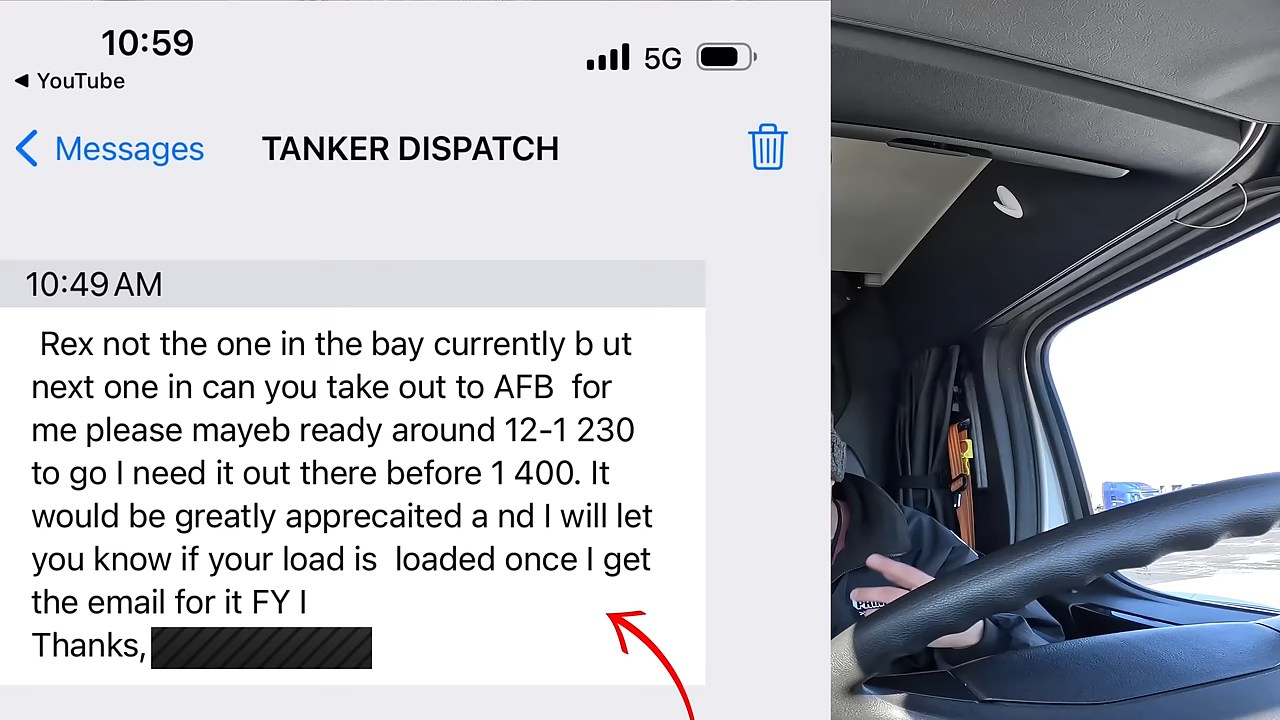 10:59
5G
◀ YouTube
Messages
TANKER DISPATCH
10:49 AM
Rex not the one in the bay currently b ut
next one in can you take out to AFB  for
me please mayeb ready around 12-1 230
to go I need it out there before 1 400. It
would be greatly apprecaited a nd I will let
you know if your load is  loaded once I get
the email for it FY I
Thanks,